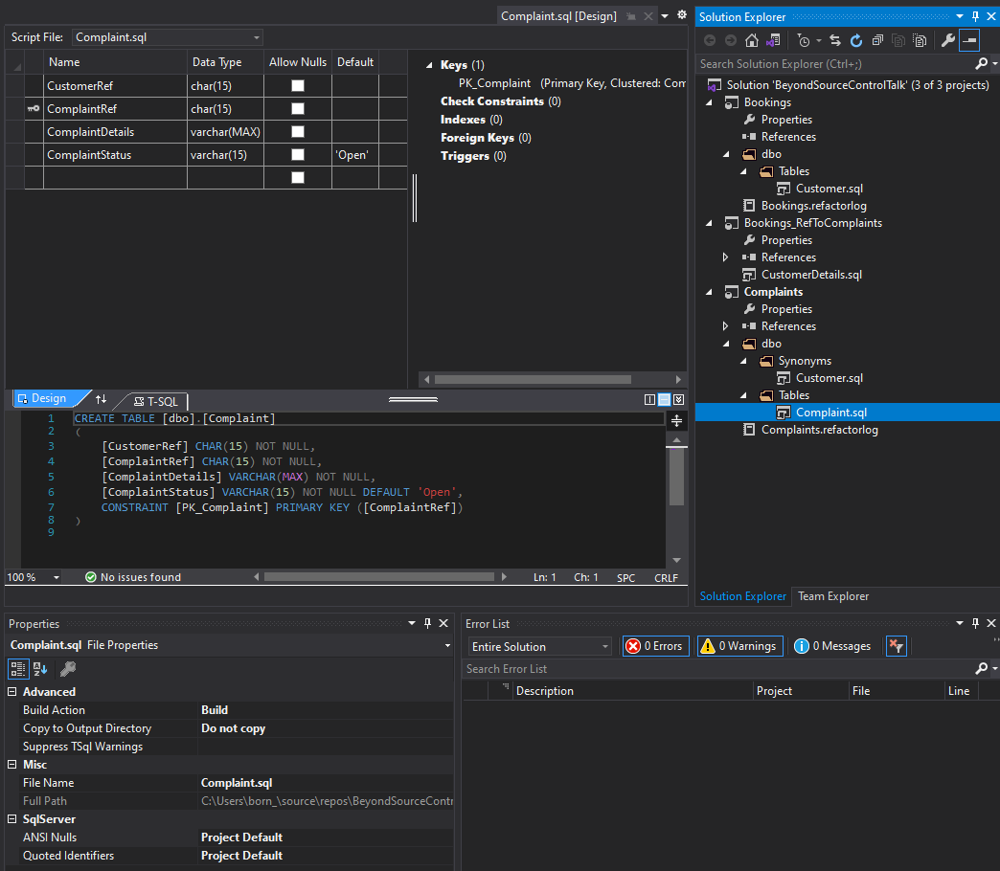 Complaint.sql [Design]
Script File: Complaint.sql
Name Data Type Allow Nulls Default
CustomerRef char(15)
ComplaintRef char(15)
ComplaintDetails varchar(MAX)
ComplaintStatus varchar(15) 'Open'
Keys (1)
PK_Complaint (Primary Key, Clustered: Com
Check Constraints (0)
Indexes (0)
Foreign Keys (0)
Triggers (0)
Design T-SQL
1 CREATE TABLE [dbo].[Complaint]
2 (
3 [CustomerRef] CHAR(15) NOT NULL,
4 [ComplaintRef] CHAR(15) NOT NULL,
5 [ComplaintDetails] VARCHAR(MAX) NOT NULL,
6 [ComplaintStatus] VARCHAR(15) NOT NULL DEFAULT 'Open',
7 CONSTRAINT [PK_Complaint] PRIMARY KEY ([ComplaintRef])
8 )
9
100 % No issues found Ln: 1 Ch: 1 SPC CRLF
Solution Explorer
Search Solution Explorer (Ctrl+;)
Solution 'BeyondSourceControlTalk' (3 of 3 projects)
Bookings
Properties
References
dbo
Tables
Customer.sql
Bookings.refactorlog
Bookings_RefToComplaints
Properties
References
CustomerDetails.sql
Complaints
Properties
References
dbo
Synonyms
Customer.sql
Tables
Complaint.sql
Complaints.refactorlog
Solution Explorer Team Explorer
Properties
Complaint.sql File Properties
Advanced
Build Action Build
Copy to Output Directory Do not copy
Suppress TSql Warnings
Misc
File Name Complaint.sql
Full Path C:\Users\born_\source\repos\BeyondSourceContr
SqlServer
ANSI Nulls Project Default
Quoted Identifiers Project Default
Error List
Entire Solution 0 Errors 0 Warnings 0 Messages
Search Error List
Description Project File Line